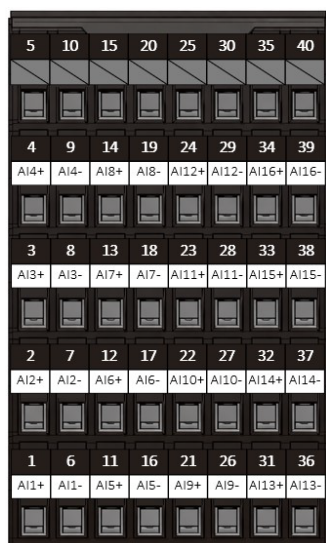 5 10 15 20 25 30 35 40
4 9 14 19 24 29 34 39
AI4+ AI4- AI8+ AI8- AI12+ AI12- AI16+ AI16-
3 8 13 18 23 28 33 38
AI3+ AI3- AI7+ AI7- AI11+ AI11- AI15+ AI15-
2 7 12 17 22 27 32 37
AI2+ AI2- AI6+ AI6- AI10+ AI10- AI14+ AI14-
1 6 11 16 21 26 31 36
AI1+ AI1- AI5+ AI5- AI9+ AI9- AI13+ AI13-